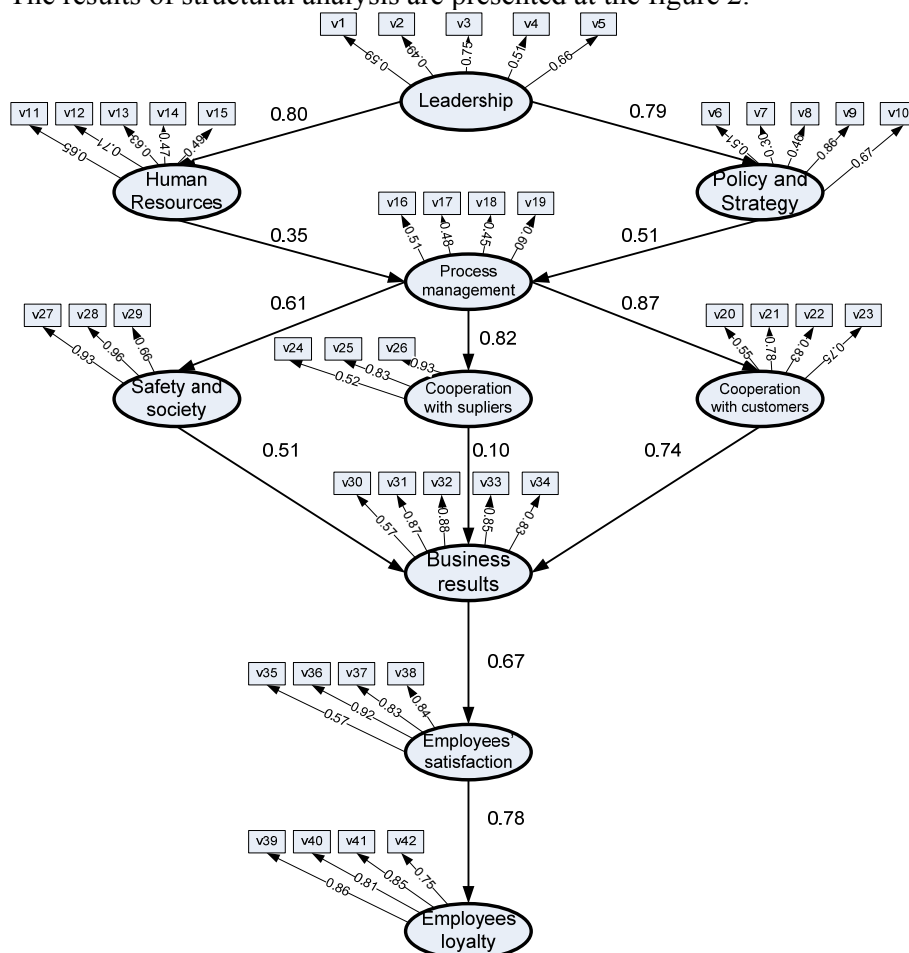 The results of structural analysis are presented at the figure 2.
v1 v2 v3 v4 v5
0.59 0.49 0.75 0.51 0.66
Leadership
0.80 0.79
v11 v12 v13 v14 v15
0.65 0.71 0.63 0.47 0.49
Human
Resources
v6 v7 v8 v9 v10
0.51 0.30 0.46 0.86 0.67
Policy and
Strategy
0.35 0.51
v16 v17 v18 v19
0.51 0.48 0.45 0.60
Process
management
0.61 0.82 0.87
v27 v28 v29
0.93 0.96 0.66
Safety and
society
v24 v25 v26
0.52 0.83 0.93
Cooperation
with supliers
v20 v21 v22 v23
0.55 0.78 0.83 0.75
Cooperation
with customers
0.51 0.10 0.74
v30 v31 v32 v33 v34
0.57 0.87 0.88 0.85 0.83
Business
results
0.67
v35 v36 v37 v38
0.57 0.92 0.83 0.84
Employees'
satisfaction
0.78
v39 v40 v41 v42
0.86 0.81 0.85 0.75
Employees
loyalty